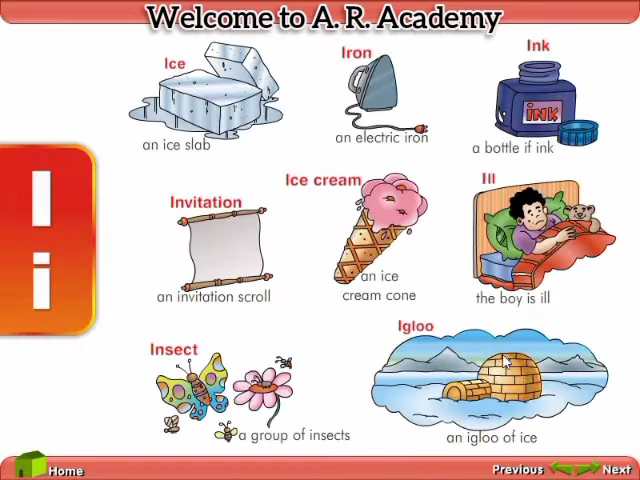 Welcome to A. R. Academy
Ice
an ice slab
Iron
an electric iron
Ink
INK
a bottle if ink
I
i
Invitation
an invitation scroll
Ice cream
an ice
cream cone
Ill
the boy is ill
Insect
a group of insects
Igloo
an igloo of ice
Home
Previous
Next